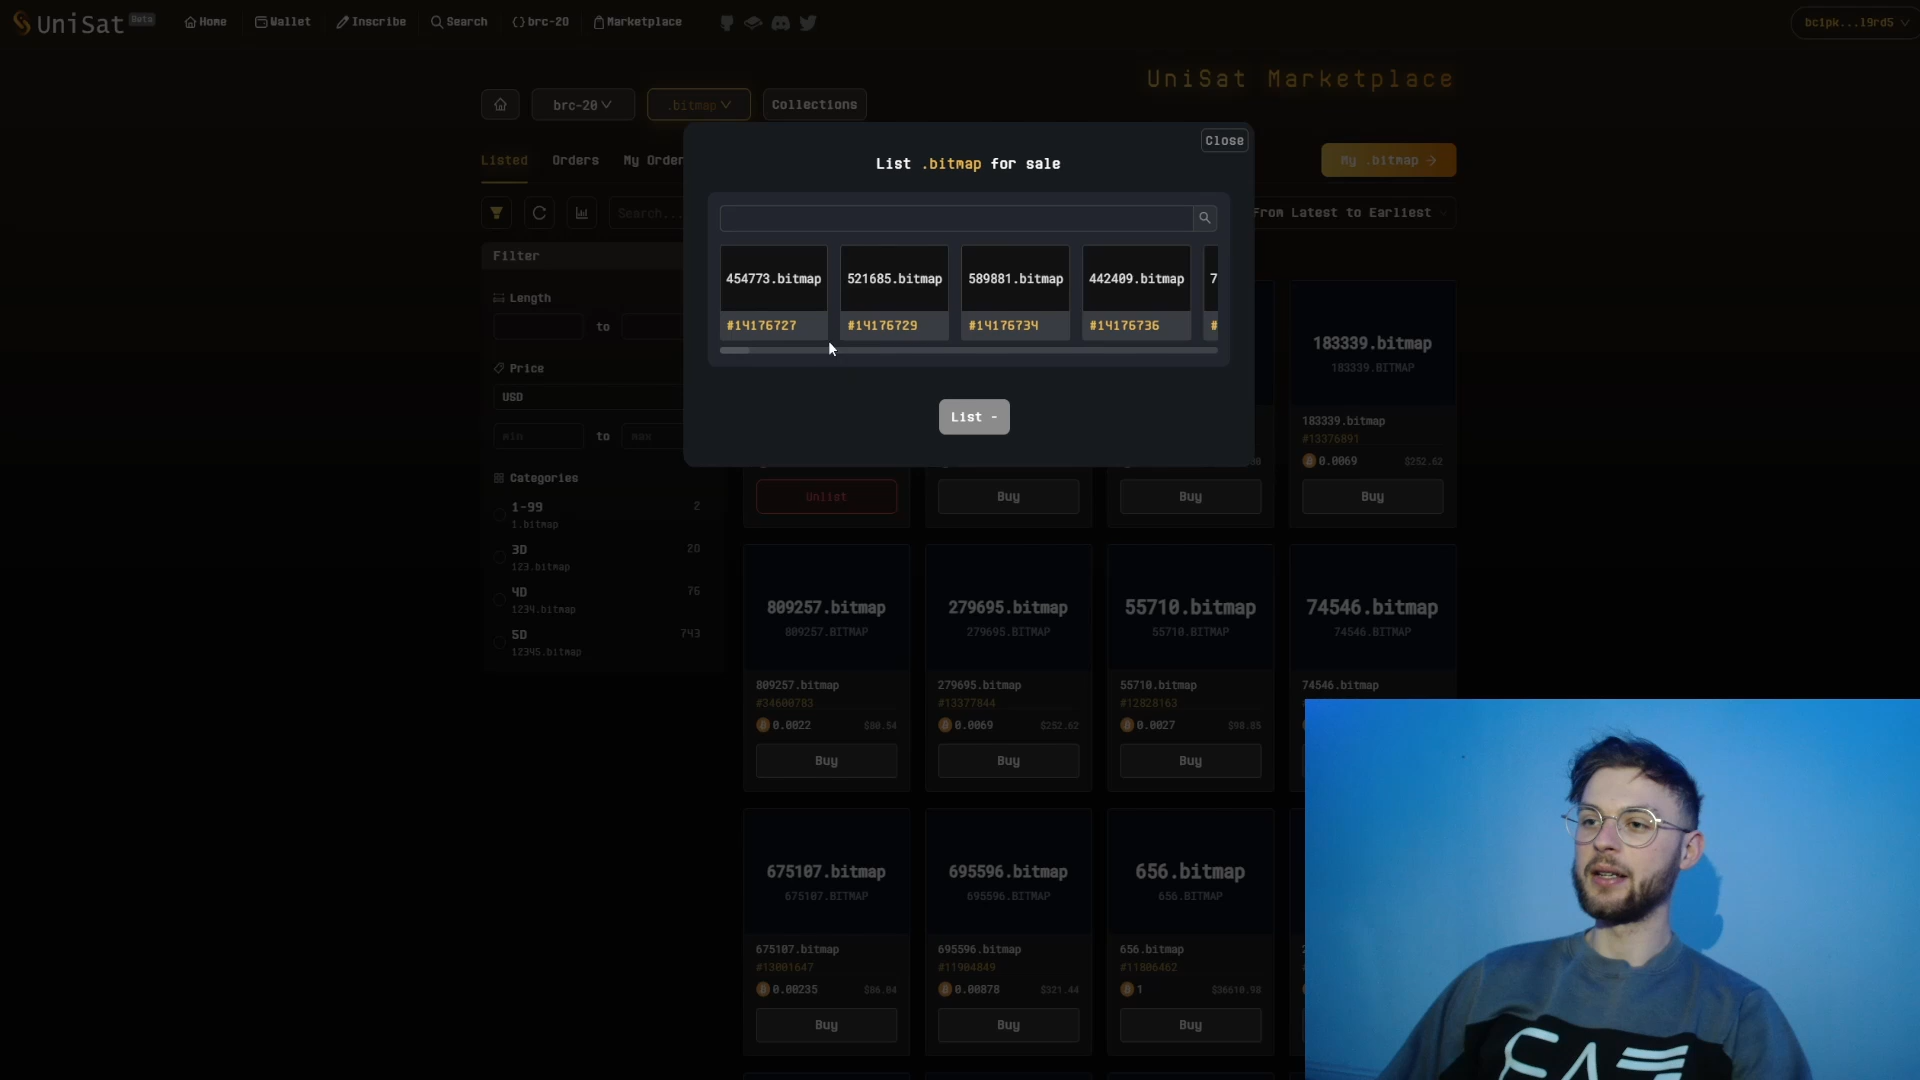 UniSat Beta
Home
Wallet
Inscribe
Search
brc-20
Marketplace
bc1pk...l9rd5
UniSat Marketplace
brc-20
.bitmap
Collections
Close
List .bitmap for sale
Listed
Orders
My Order
My .bitmap →
Search...
From Latest to Earliest
454773.bitmap
521685.bitmap
589881.bitmap
442409.bitmap
7
#14176727
#14176729
#14176734
#14176736
#
List -
Filter
Length
to
Price
USD
min
to
max
Categories
1-99
2
1.bitmap
3D
20
123.bitmap
4D
76
1234.bitmap
5D
743
12345.bitmap
183339.bitmap
183339.BITMAP
183339.bitmap
#13376891
0.0069
$252.62
Unlist
Buy
Buy
Buy
809257.bitmap
809257.BITMAP
809257.bitmap
#34600783
0.0022
$80.54
Buy
279695.bitmap
279695.BITMAP
279695.bitmap
#13377844
0.0069
$252.62
Buy
55710.bitmap
55710.BITMAP
55710.bitmap
#12828163
0.0027
$98.85
Buy
74546.bitmap
74546.BITMAP
74546.bitmap
675107.bitmap
675107.BITMAP
675107.bitmap
#13001647
0.00235
$86.04
Buy
695596.bitmap
695596.BITMAP
695596.bitmap
#11904849
0.00878
$321.44
Buy
656.bitmap
656.BITMAP
656.bitmap
#11806462
1
$36610.98
Buy